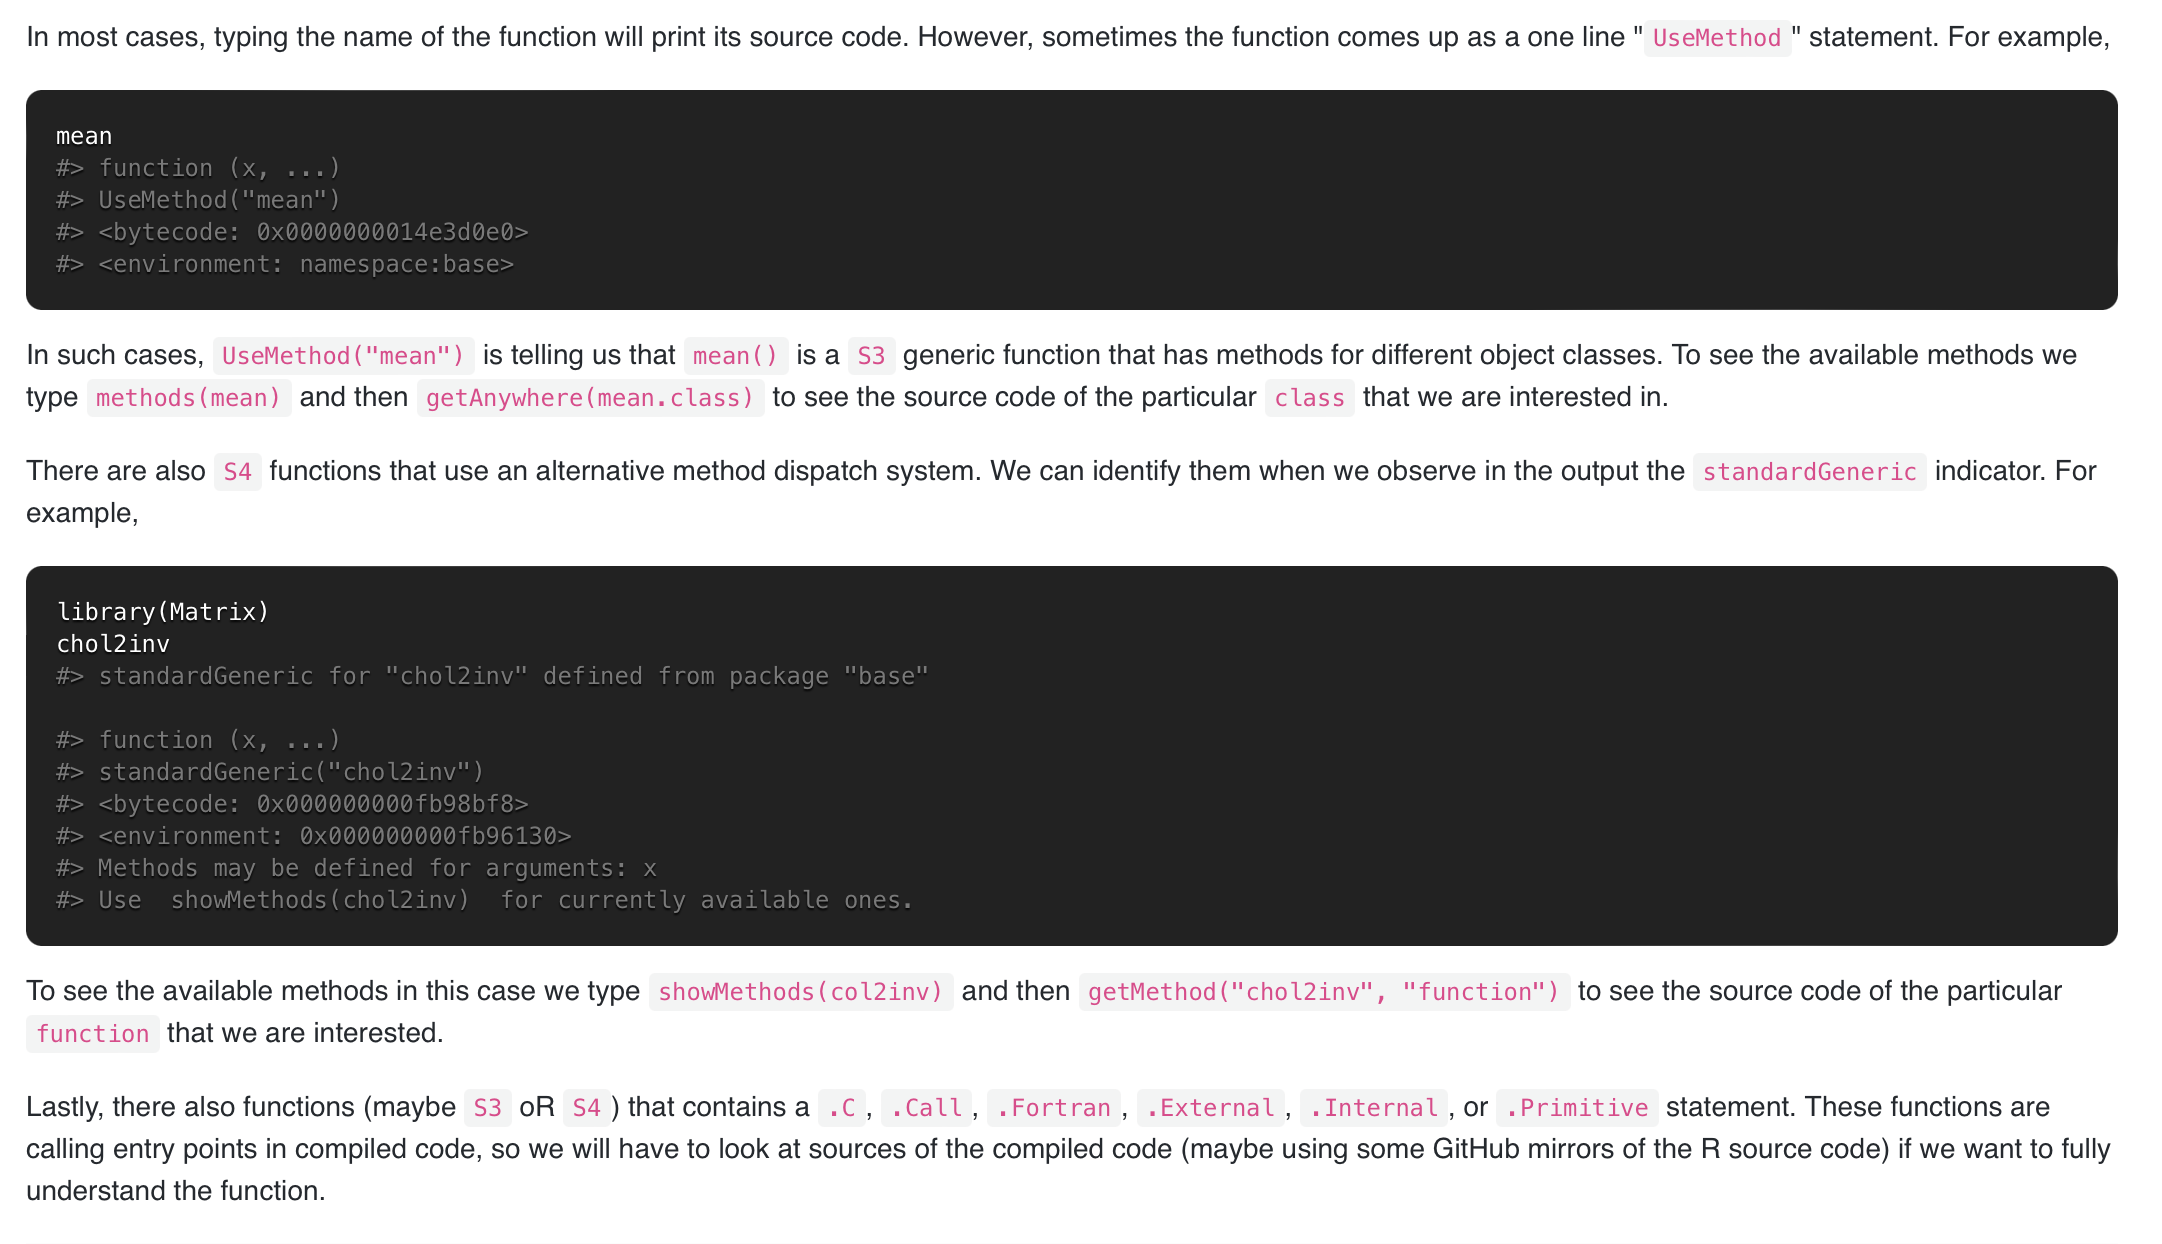 In most cases, typing the name of the function will print its source code. However, sometimes the function comes up as a one line "UseMethod" statement. For example,
mean
#> function (x, ...)
#> UseMethod("mean")
#> <bytecode: 0x0000000014e3d0e0>
#> <environment: namespace:base>
In such cases, UseMethod("mean") is telling us that mean() is a S3 generic function that has methods for different object classes. To see the available methods we
type methods(mean) and then getAnywhere(mean.class) to see the source code of the particular class that we are interested in.
There are also S4 functions that use an alternative method dispatch system. We can identify them when we observe in the output the standardGeneric indicator. For
example,
library(Matrix)
chol2inv
#> standardGeneric for "chol2inv" defined from package "base"
#> function (x, ...)
#> standardGeneric("chol2inv")
#> <bytecode: 0x000000000fb98bf8>
#> <environment: 0x000000000fb96130>
#> Methods may be defined for arguments: x
#> Use  showMethods(chol2inv)  for currently available ones.
To see the available methods in this case we type showMethods(col2inv) and then getMethod("chol2inv", "function") to see the source code of the particular
function that we are interested.
Lastly, there also functions (maybe S3 oR S4 ) that contains a .C , .Call , .Fortran , .External , .Internal , or .Primitive statement. These functions are
calling entry points in compiled code, so we will have to look at sources of the compiled code (maybe using some GitHub mirrors of the R source code) if we want to fully
understand the function.